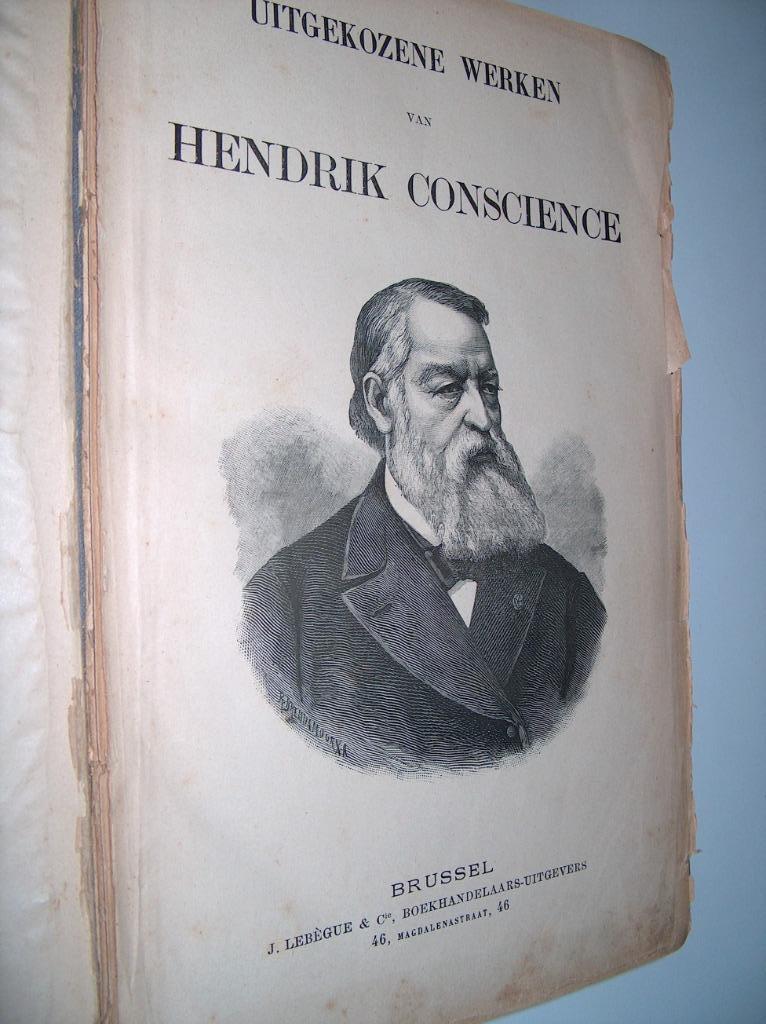 UITGEKOZENE WERKEN
VAN
HENDRIK CONSCIENCE
BRUSSEL
J. LEBÈGUE & Cie, BOEKHANDELAARS-UITGEVERS
46, MAGDALENASTRAAT, 46